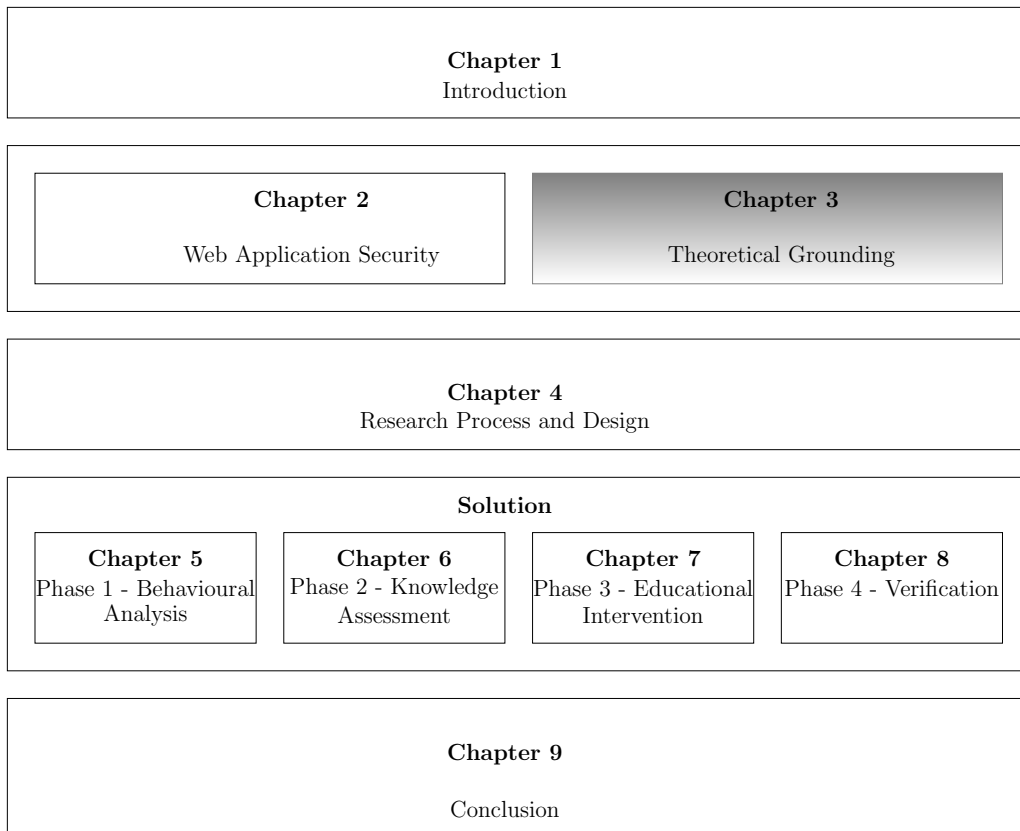 Chapter 1
Introduction
Chapter 2
Web Application Security
Chapter 3
Theoretical Grounding
Chapter 4
Research Process and Design
Solution
Chapter 5
Phase 1 - Behavioural
Analysis
Chapter 6
Phase 2 - Knowledge
Assessment
Chapter 7
Phase 3 - Educational
Intervention
Chapter 8
Phase 4 - Verification
Chapter 9
Conclusion